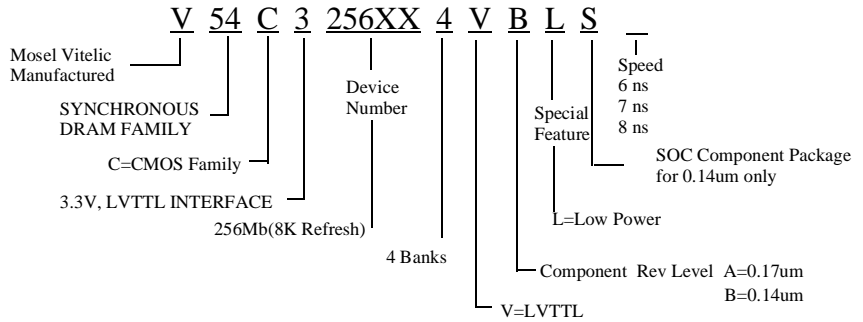 V 54 C 3 256XX 4 V B L S
Mosel Vitelic
Manufactured
SYNCHRONOUS
DRAM FAMILY
C=CMOS Family
3.3V, LVTTL INTERFACE
Device
Number
256Mb(8K Refresh)
4 Banks
V=LVTTL
Component Rev Level A=0.17um
B=0.14um
Special
Feature
L=Low Power
SOC Component Package
for 0.14um only
Speed
6 ns
7 ns
8 ns